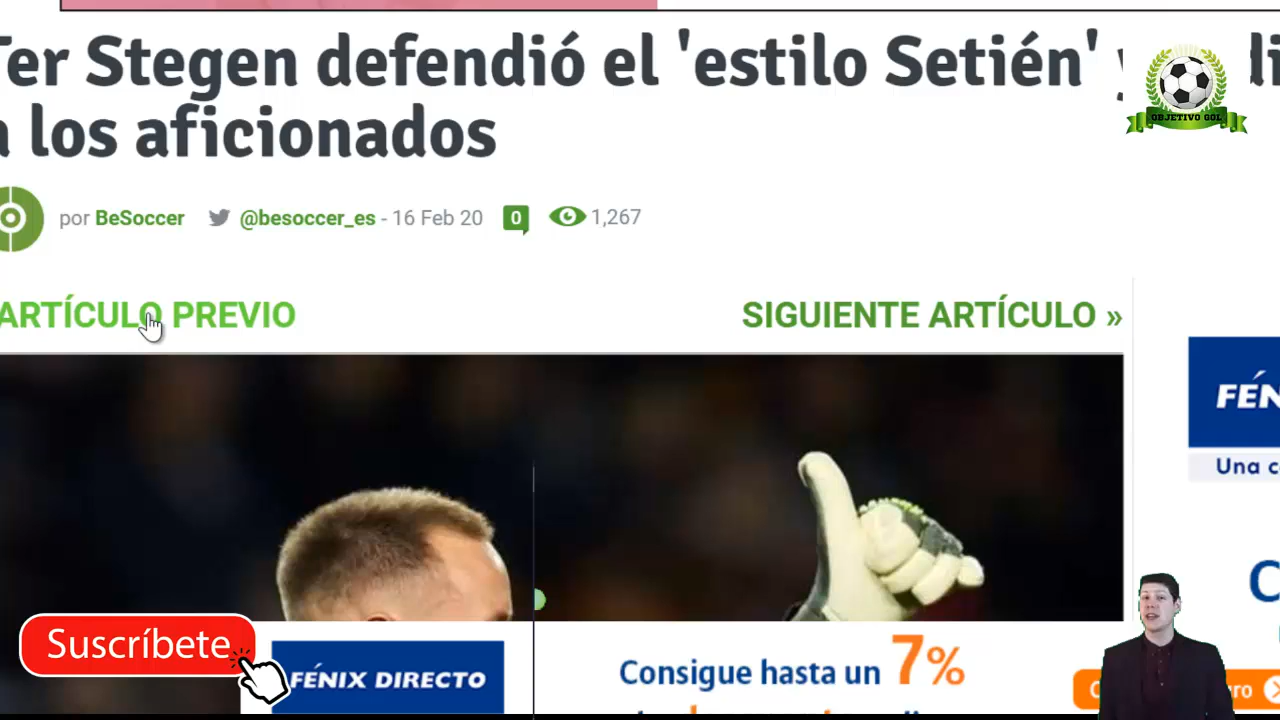 Ter Stegen defendió el 'estilo Setién' y
a los aficionados
OBJETIVO GOL
por BeSoccer @besoccer_es - 16 Feb 20 0 1,267
ARTÍCULO PREVIO
SIGUIENTE ARTÍCULO »
FÉN
Una c
Suscríbete
FÉNIX DIRECTO
Consigue hasta un 7%